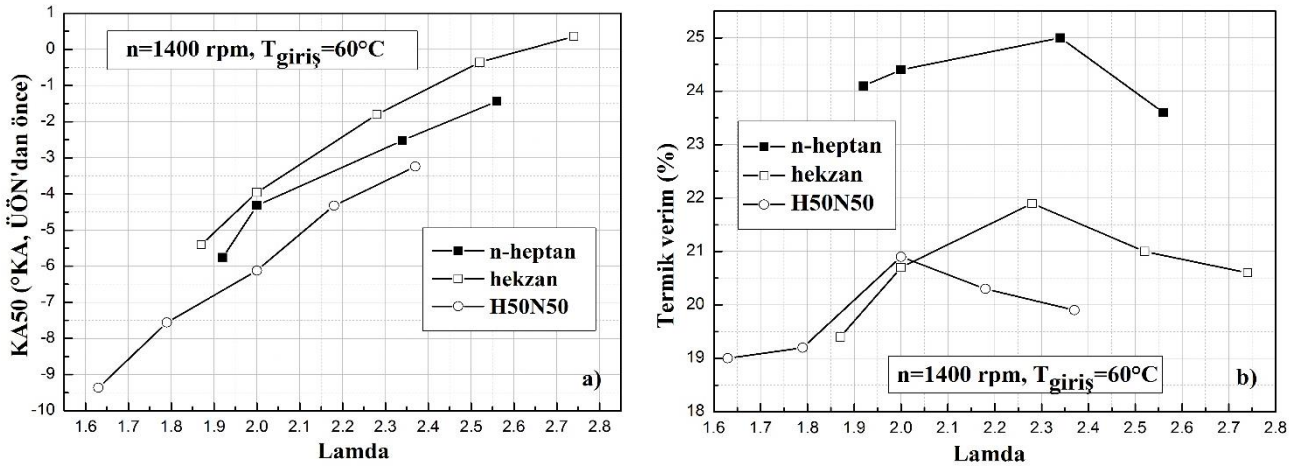 1
0
-1
-2
-3
-4
-5
-6
-7
-8
-9
-10
KA50 (°KA, ÜÖN'dan önce)
n=1400 rpm, Tgiriş=60°C
n-heptan
hekzan
H50N50
a)
1.6 1.7 1.8 1.9 2.0 2.1 2.2 2.3 2.4 2.5 2.6 2.7 2.8
Lamda
25
24
23
22
21
20
19
18
Termik verim (%)
n-heptan
hekzan
H50N50
n=1400 rpm, Tgiriş=60°C
b)
1.6 1.7 1.8 1.9 2.0 2.1 2.2 2.3 2.4 2.5 2.6 2.7 2.8
Lamda